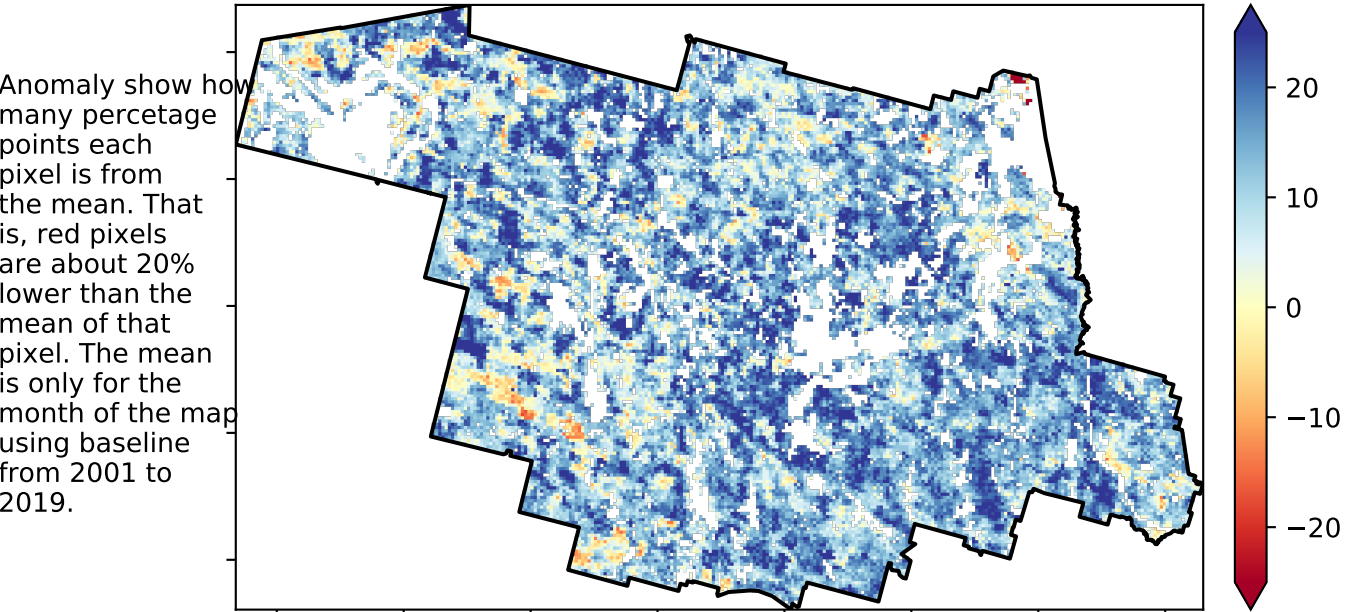 Anomaly show how
many percetage
points each
pixel is from
the mean. That
is, red pixels
are about 20%
lower than the
mean of that
pixel. The mean
is only for the
month of the map
using baseline
from 2001 to
2019.
20
10
0
−10
−20